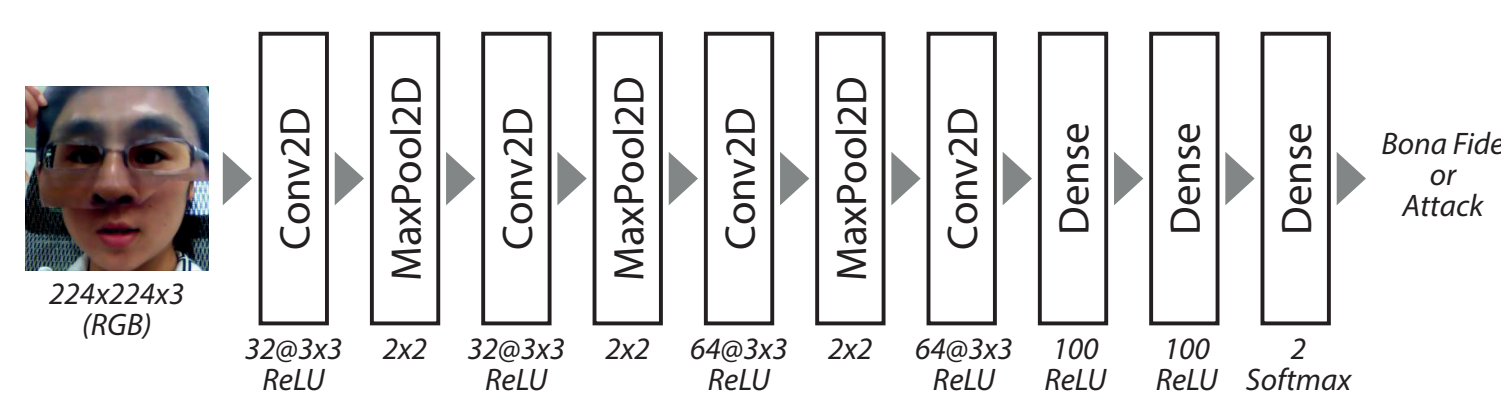 224x224x3
(RGB)
Conv2D
32@3x3
ReLU
MaxPool2D
2x2
Conv2D
32@3x3
ReLU
MaxPool2D
2x2
Conv2D
64@3x3
ReLU
MaxPool2D
2x2
Conv2D
64@3x3
ReLU
Dense
100
ReLU
Dense
100
ReLU
Dense
2
Softmax
Bona Fide
or
Attack